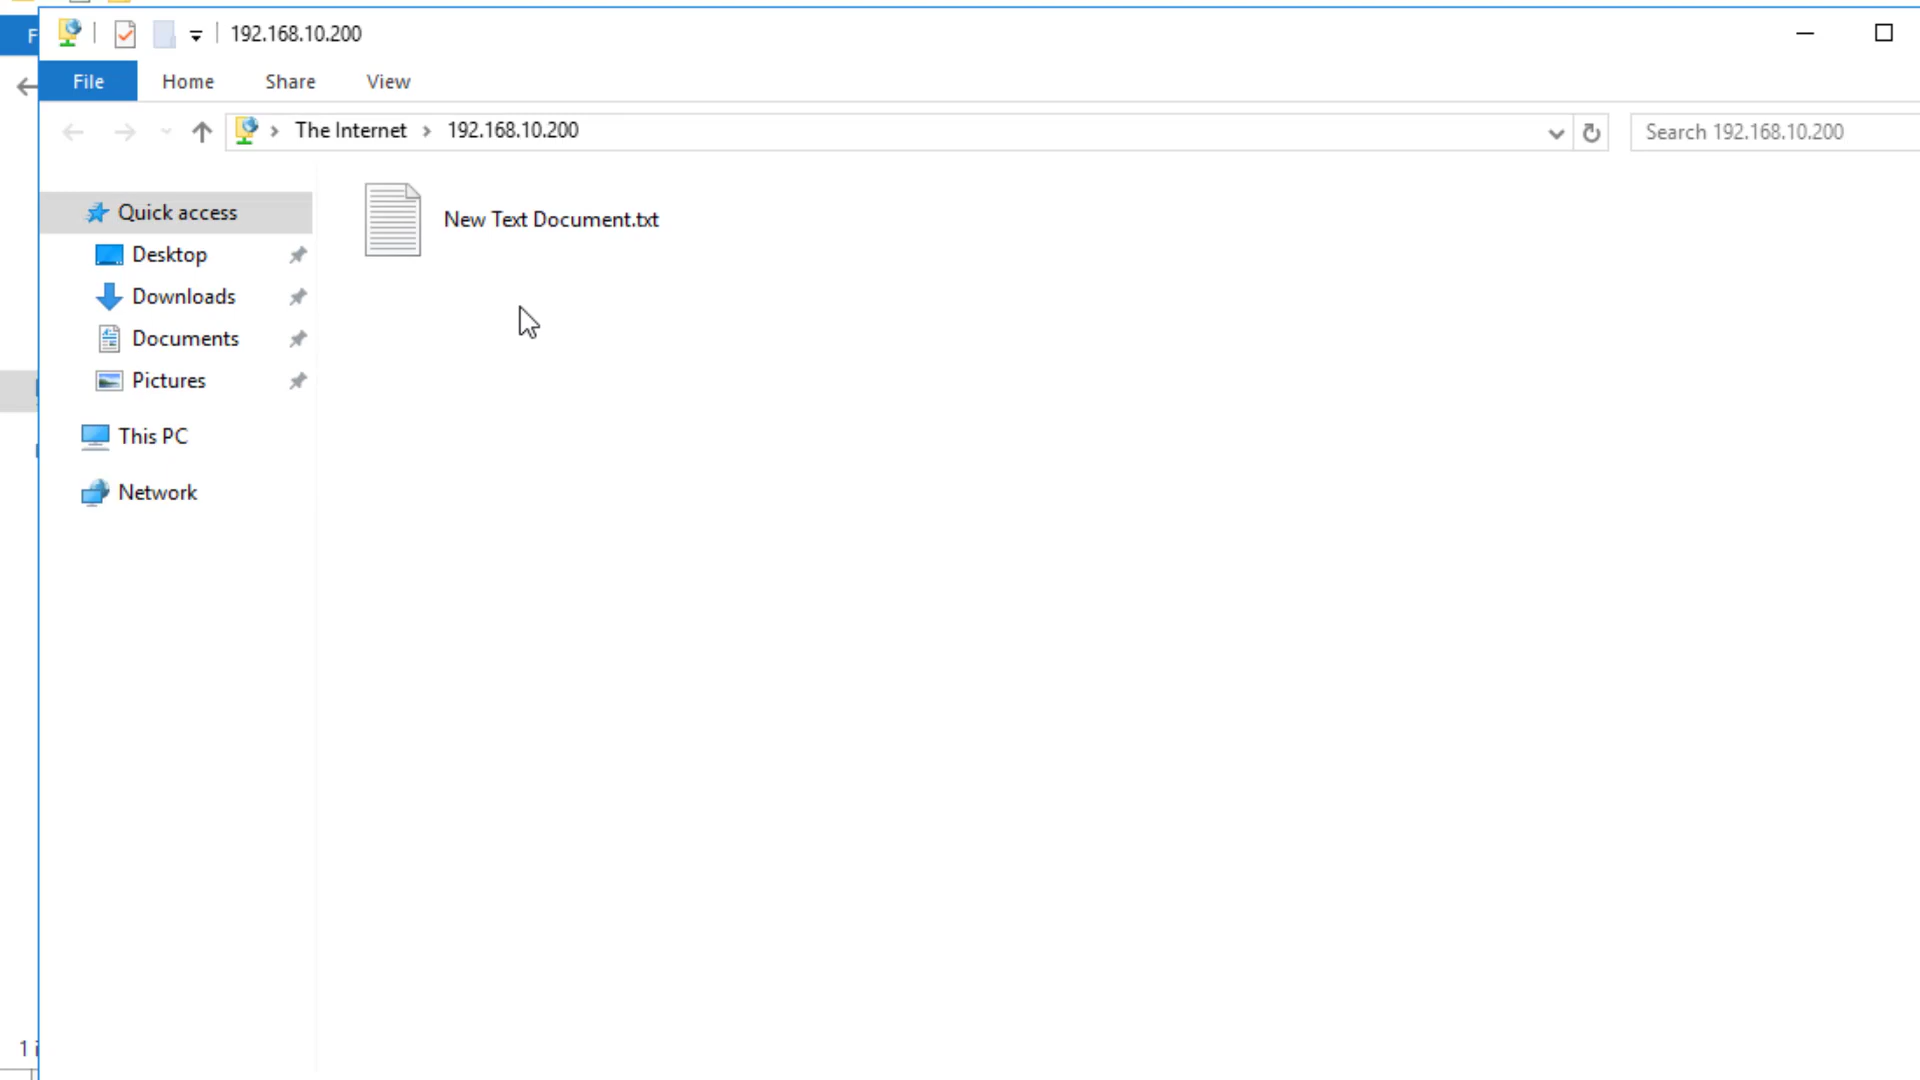 192.168.10.200
F
File
Home
Share
View
The Internet
192.168.10.200
Search 192.168.10.200
Quick access
New Text Document.txt
Desktop
Downloads
Documents
Pictures
This PC
Network
1 i